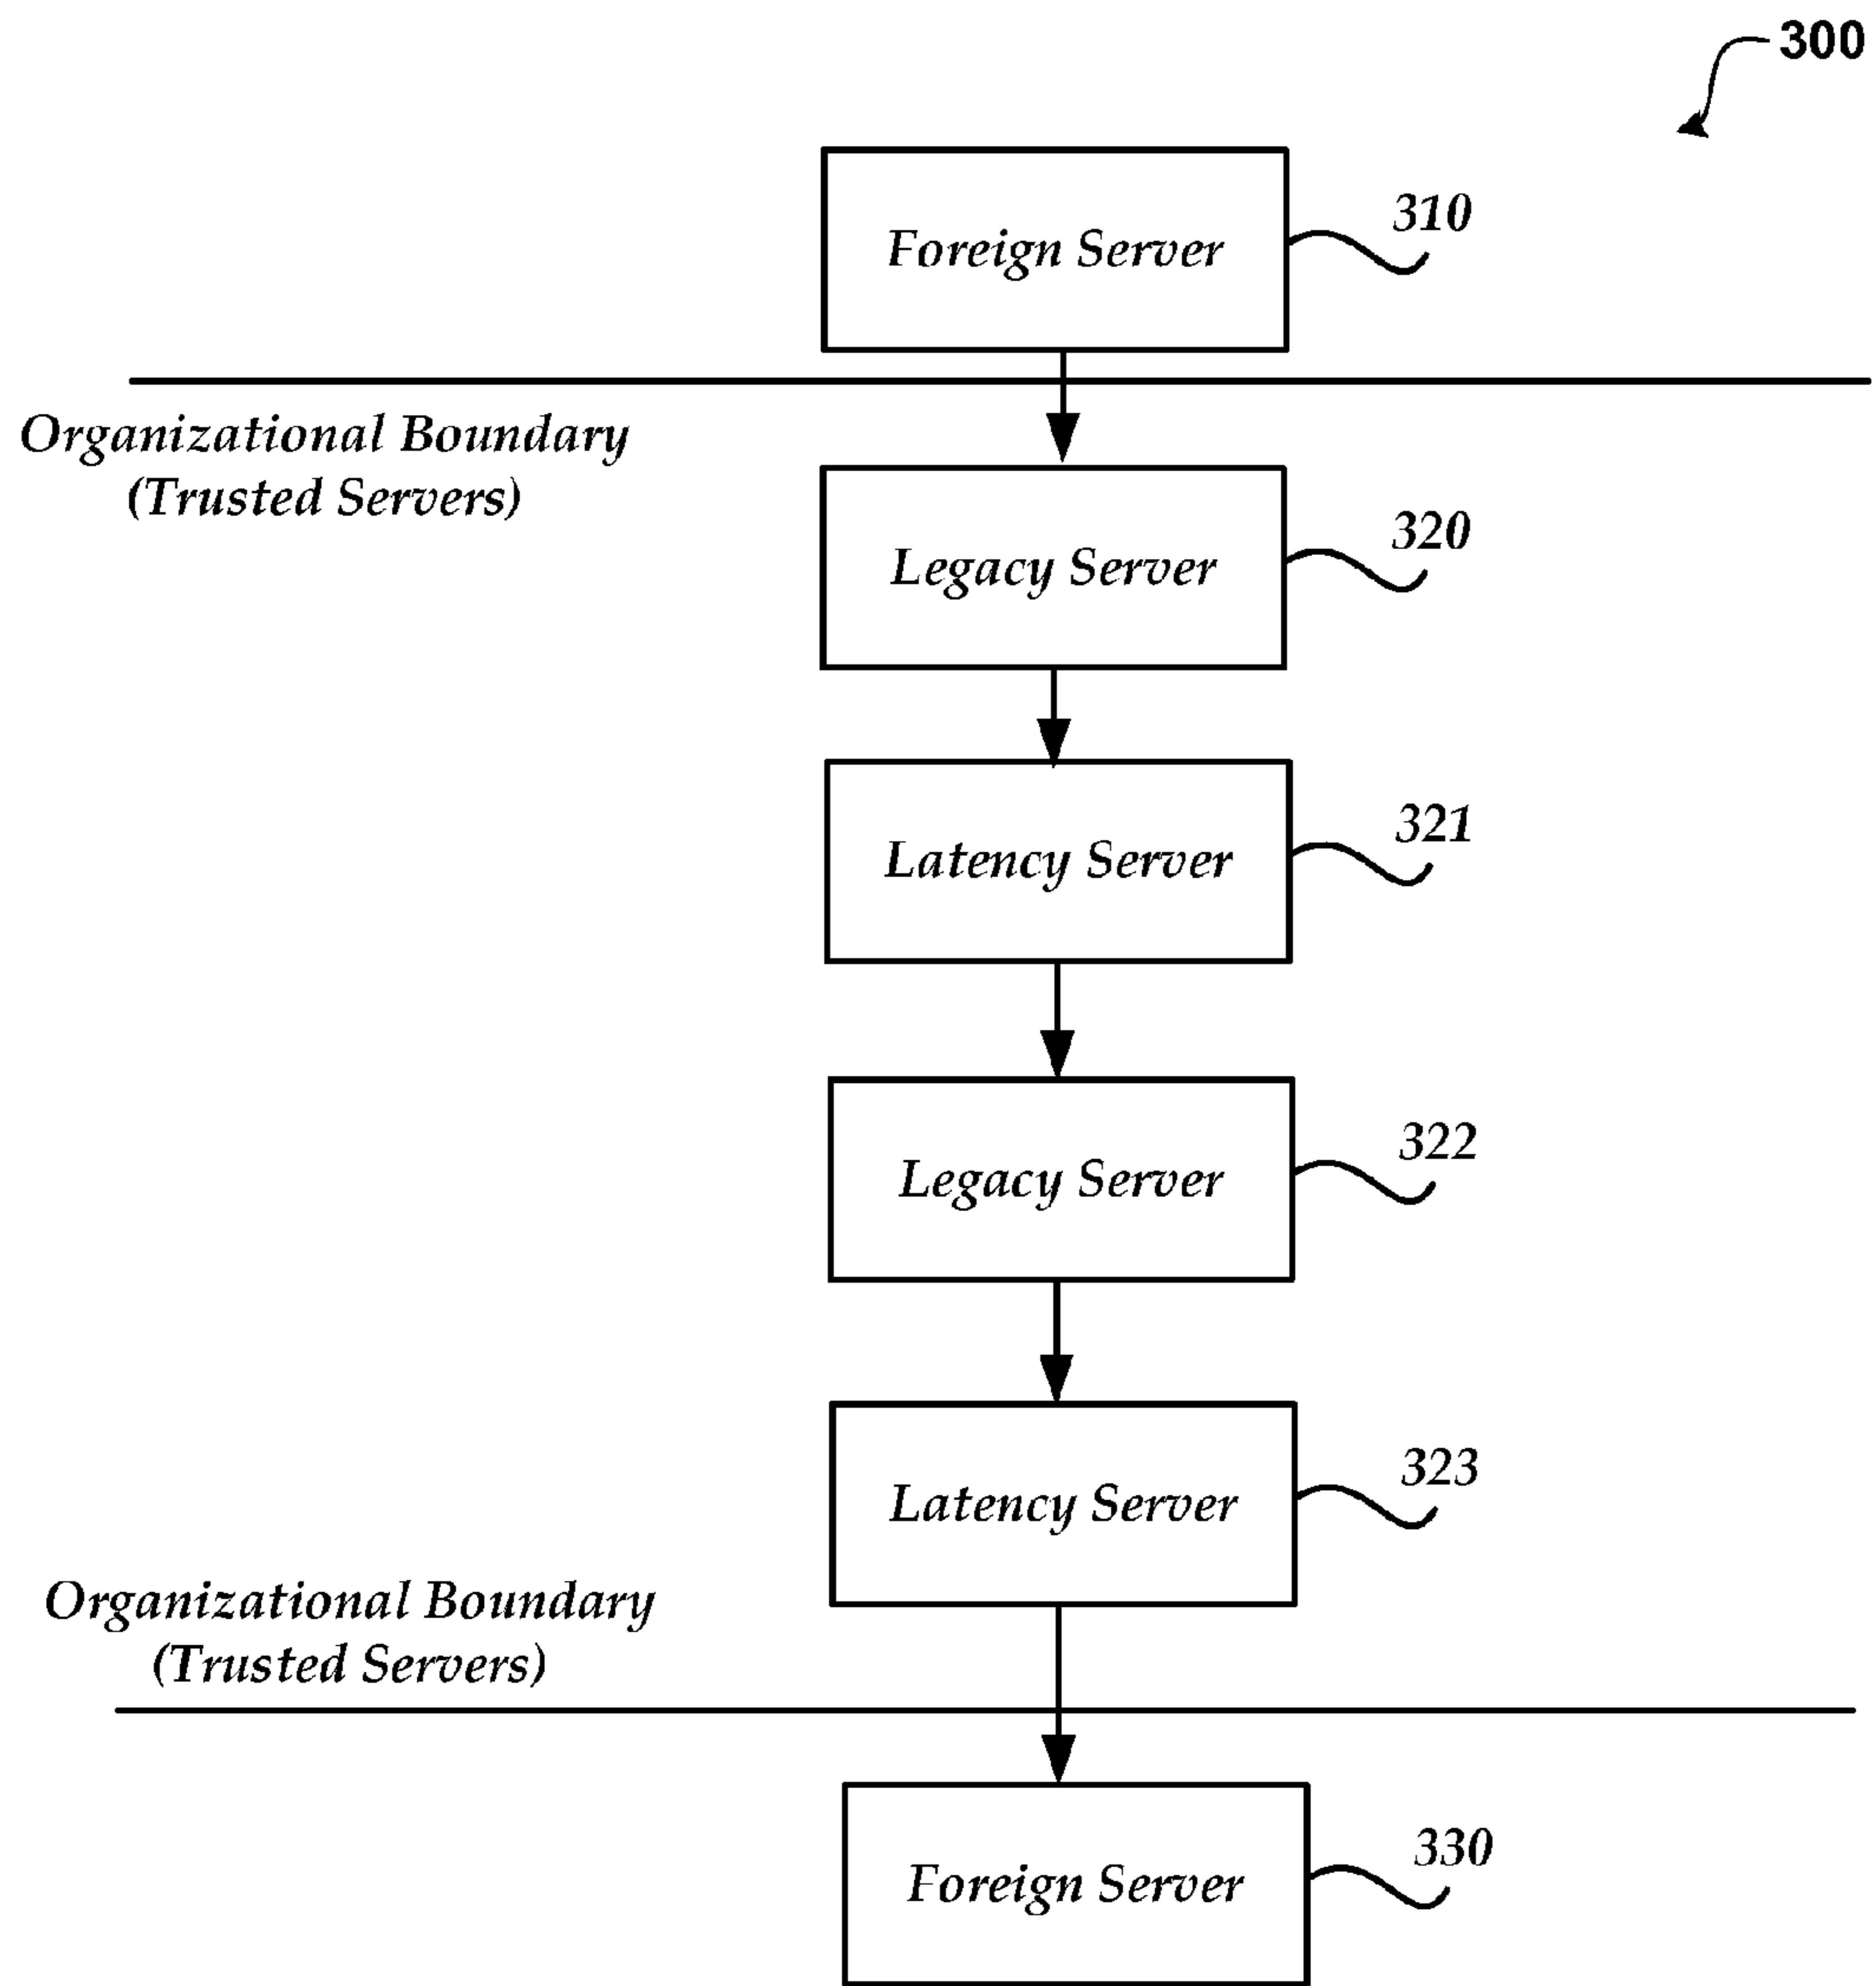 300
Foreign Server
310
Organizational Boundary
(Trusted Servers)
Legacy Server
320
Latency Server
321
Legacy Server
322
Latency Server
323
Organizational Boundary
(Trusted Servers)
Foreign Server
330